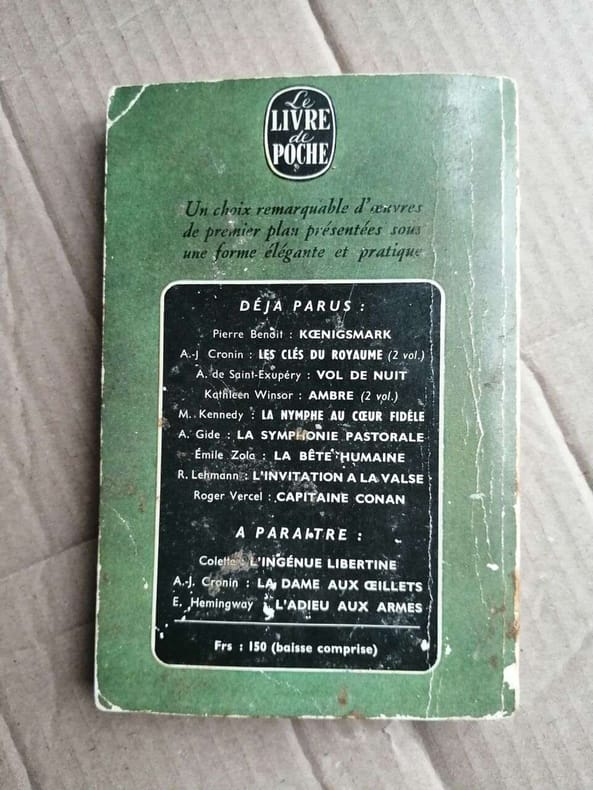 Le
LIVRE
de
POCHE
Un choix remarquable d'œuvres
de premier plan présentées sous
une forme élégante et pratique
DÉJA PARUS :
Pierre Benoit : KŒNIGSMARK
A.-J Cronin : LES CLÉS DU ROYAUME (2 vol.)
A. de Saint-Exupéry : VOL DE NUIT
Kathleen Winsor : AMBRE (2 vol.)
M. Kennedy : LA NYMPHE AU CŒUR FIDÈLE
A. Gide : LA SYMPHONIE PASTORALE
Émile Zola : LA BÊTE HUMAINE
R. Lehmann : L'INVITATION A LA VALSE
Roger Vercel : CAPITAINE CONAN
A PARAITRE :
Colette : L'INGÉNUE LIBERTINE
A.-J. Cronin : LA DAME AUX ŒILLETS
E. Hemingway : L'ADIEU AUX ARMES
Frs : 150 (baisse comprise)